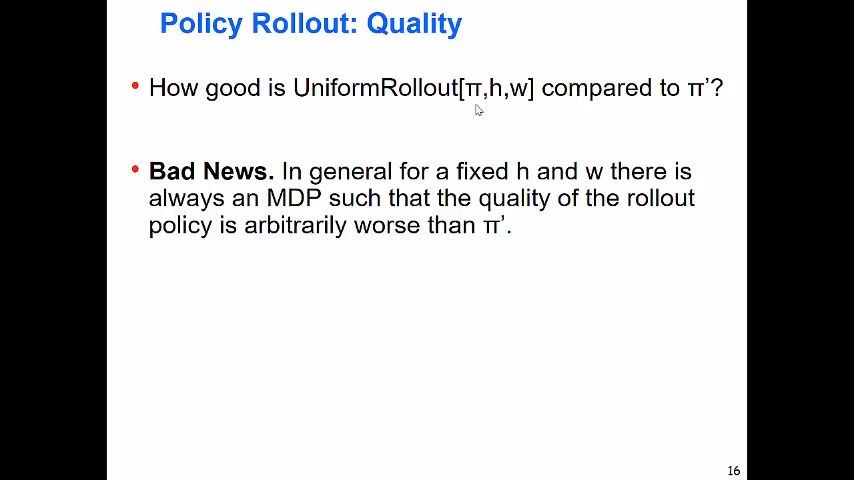 Policy Rollout: Quality
• How good is UniformRollout[π,h,w] compared to π’?
• Bad News. In general for a fixed h and w there is
always an MDP such that the quality of the rollout
policy is arbitrarily worse than π’.
16